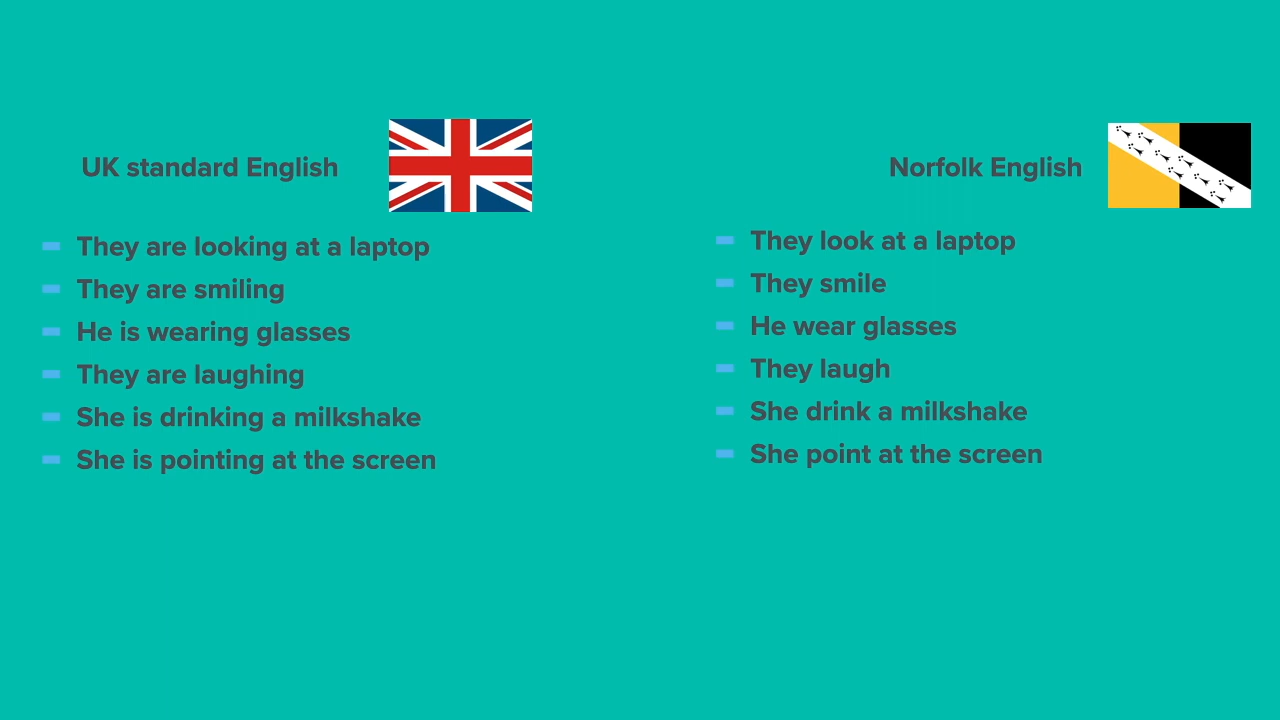 UK standard English
They are looking at a laptop
They are smiling
He is wearing glasses
They are laughing
She is drinking a milkshake
She is pointing at the screen
Norfolk English
They look at a laptop
They smile
He wear glasses
They laugh
She drink a milkshake
She point at the screen